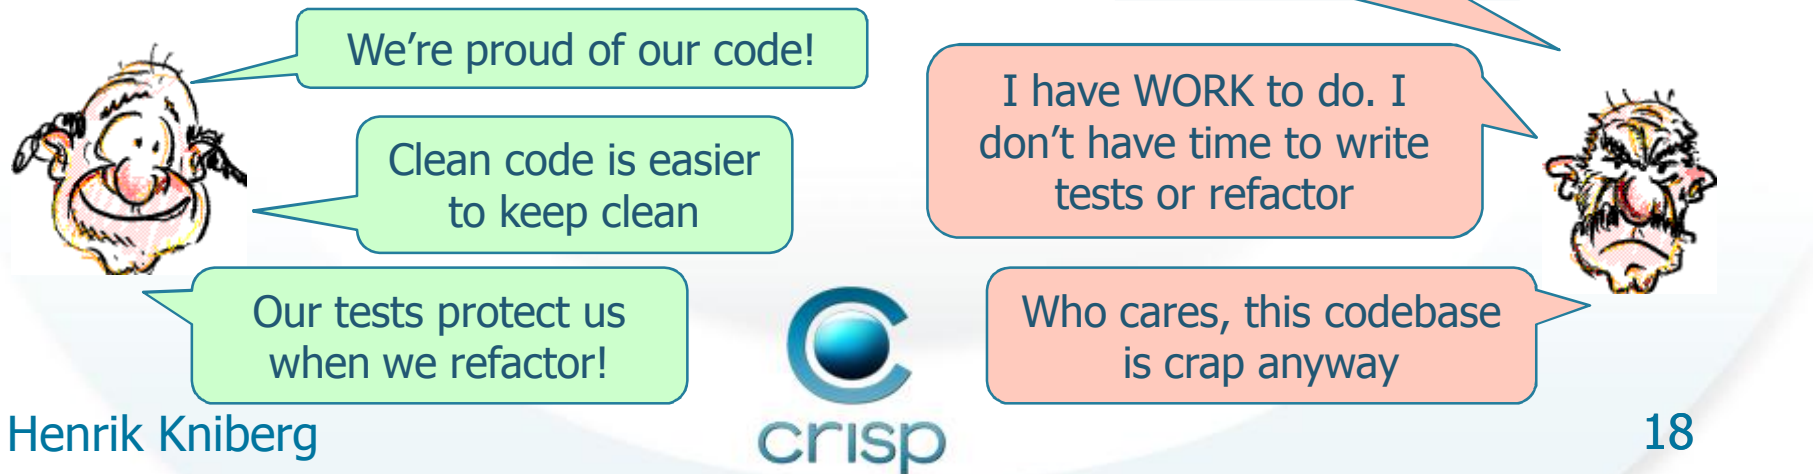 We’re proud of our code!
Clean code is easier
to keep clean
Our tests protect us
when we refactor!
I have WORK to do. I
don’t have time to write
tests or refactor
Who cares, this codebase
is crap anyway
crisp
Henrik Kniberg
18